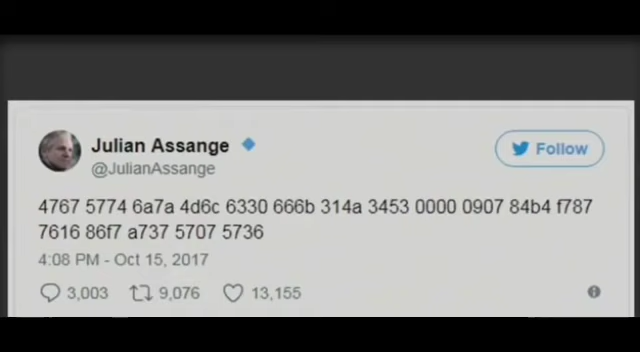 Julian Assange
@JulianAssange
Follow
4767 5774 6a7a 4d6c 6330 666b 314a 3453 0000 0907 84b4 f787
7616 86f7 a737 5707 5736
4:08 PM - Oct 15, 2017
3,003 9,076 13,155